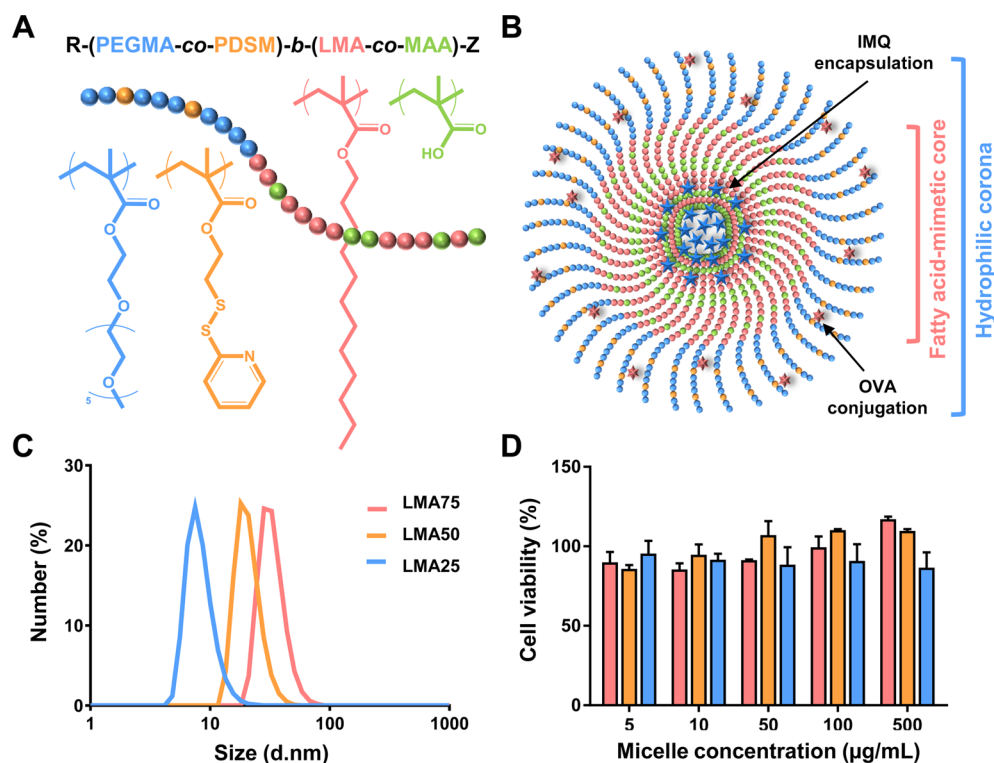 A
R-(PEGMA-co-PDSM)-b-(LMA-co-MAA)-Z
O
O
O
HO
O
O
O
O
O
S
S
N
O
5
B
IMQ
encapsulation
Fatty acid-mimetic core
Hydrophilic corona
OVA
conjugation
C
30
20
10
0
Number (%)
1
10
100
1000
Size (d.nm)
LMA75
LMA50
LMA25
D
150
100
50
0
Cell viability (%)
5
10
50
100
500
Micelle concentration (µg/mL)